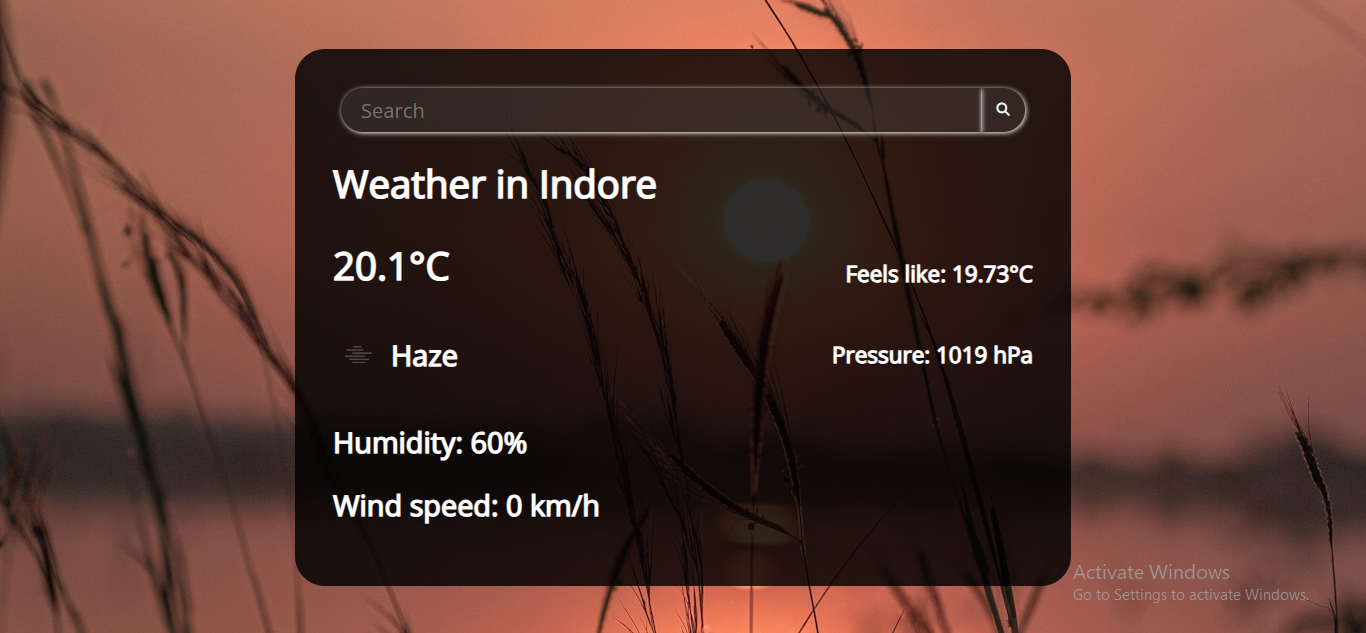 Search
Weather in Indore
20.1°C
Feels like: 19.73°C
Haze
Pressure: 1019 hPa
Humidity: 60%
Wind speed: 0 km/h
Activate Windows
Go to Settings to activate Windows.